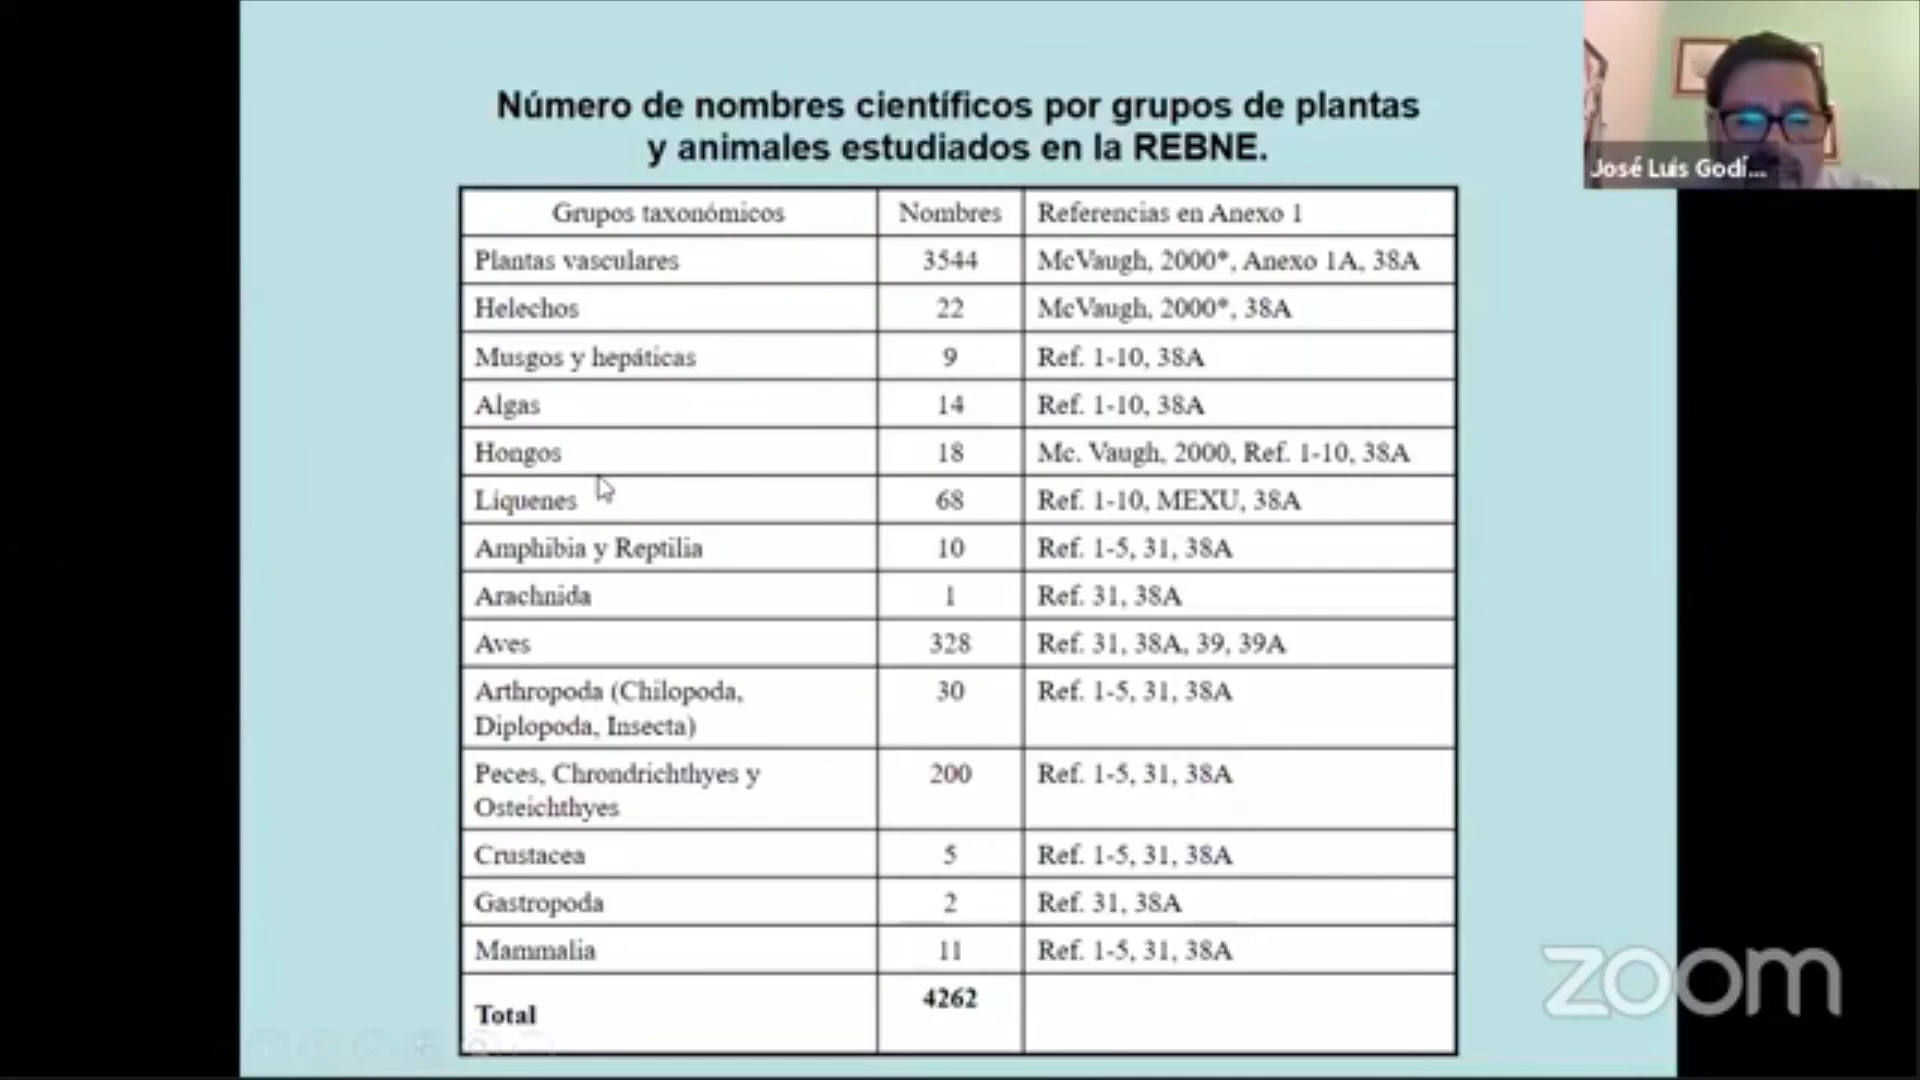 Número de nombres científicos por grupos de plantas
y animales estudiados en la REBNE.
José Luis Godí...
Grupos taxonómicos Nombres Referencias en Anexo 1
Plantas vasculares 3544 McVaugh, 2000*, Anexo 1A, 38A
Helechos 22 McVaugh, 2000*, 38A
Musgos y hepáticas 9 Ref. 1-10, 38A
Algas 14 Ref. 1-10, 38A
Hongos 18 Mc. Vaugh, 2000, Ref. 1-10, 38A
Líquenes 68 Ref. 1-10, MEXU, 38A
Amphibia y Reptilia 10 Ref. 1-5, 31, 38A
Arachnida 1 Ref. 31, 38A
Aves 328 Ref. 31, 38A, 39, 39A
Arthropoda (Chilopoda, 30 Ref. 1-5, 31, 38A
Diplopoda, Insecta)
Peces, Chrondrichthyes y 200 Ref. 1-5, 31, 38A
Osteichthyes
Crustacea 5 Ref. 1-5, 31, 38A
Gastropoda 2 Ref. 31, 38A
Mammalia 11 Ref. 1-5, 31, 38A
Total 4262
zoom